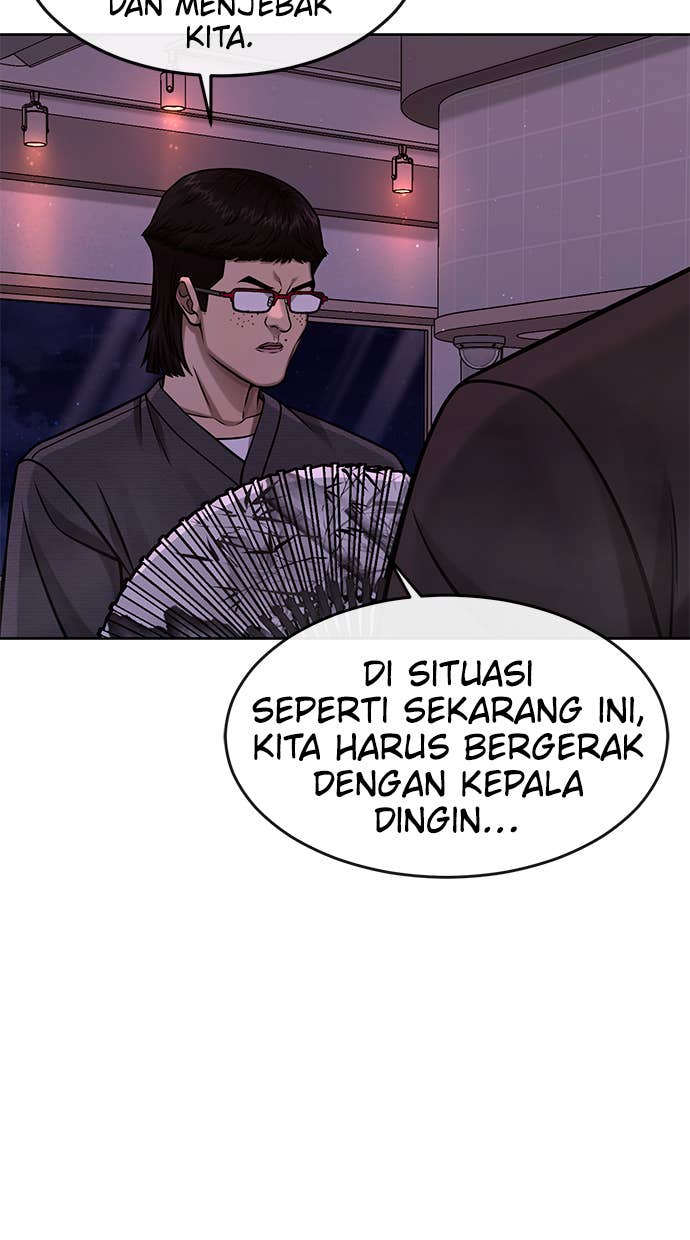 DAN MENJEBAK
KITA.
DI SITUASI
SEPERTI SEKARANG INI,
KITA HARUS BERGERAK
DENGAN KEPALA
DINGIN...